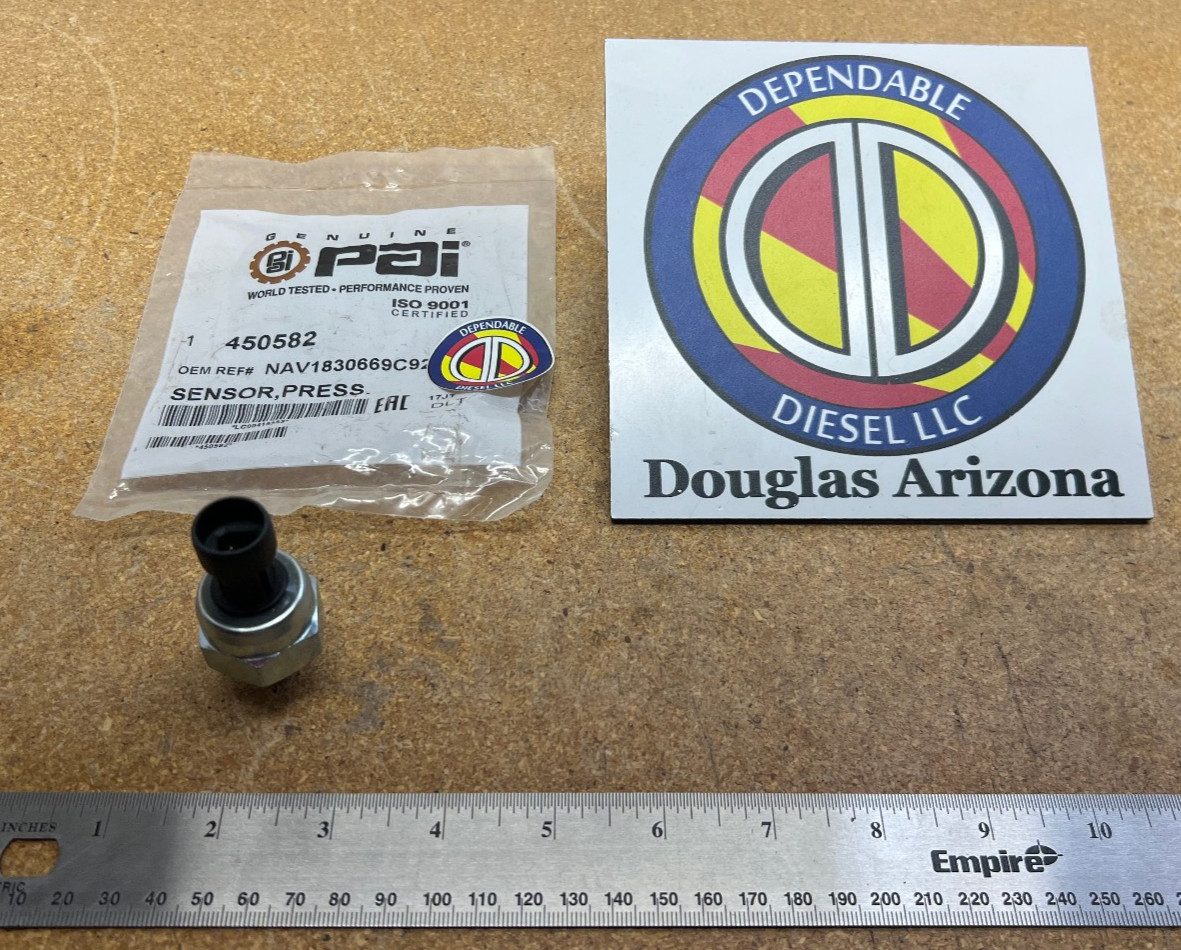 GENUINE
pai®
WORLD TESTED • PERFORMANCE PROVEN
ISO 9001
CERTIFIED
-1 450582
OEM REF# NAV1830669C92
SENSOR,PRESS.
EAC
*450582*
DEPENDABLE
DIESEL LLC
DEPENDABLE
DIESEL LLC
Douglas Arizona
INCHES 1 2 3 4 5 6 7 8 9 10
Empire
10 20 30 40 50 60 70 80 90 100 110 120 130 140 150 160 170 180 190 200 210 220 230 240 250 260